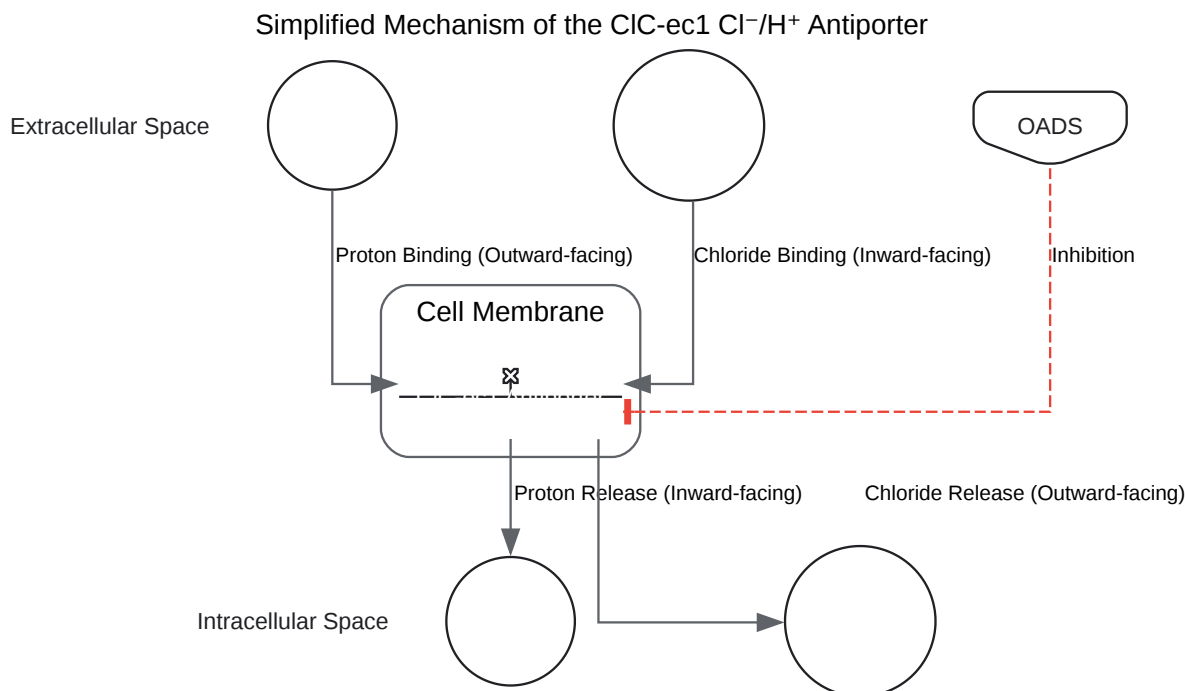 Simplified Mechanism of the ClC-ec1 Cl⁻/H⁺ Antiporter
Extracellular Space
OADS
Proton Binding (Outward-facing)
Chloride Binding (Inward-facing)
Inhibition
Cell Membrane
Proton Release (Inward-facing)
Chloride Release (Outward-facing)
Intracellular Space